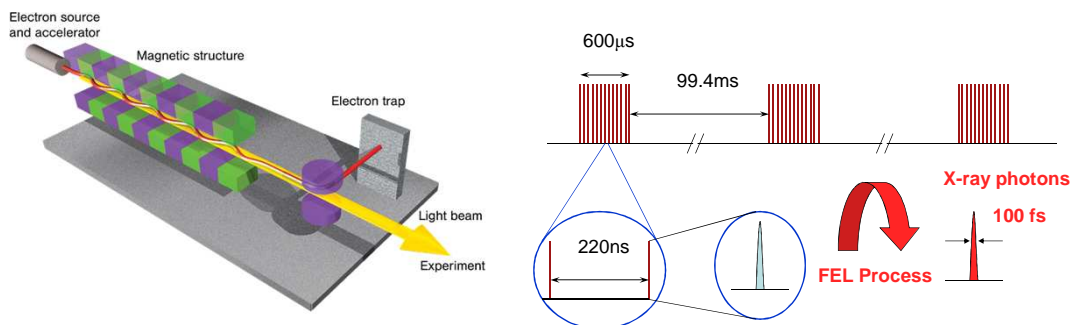 Electron source
and accelerator
Magnetic structure
Electron trap
Light beam
Experiment
600μs
99.4ms
220ns
X-ray photons
100 fs
FEL Process